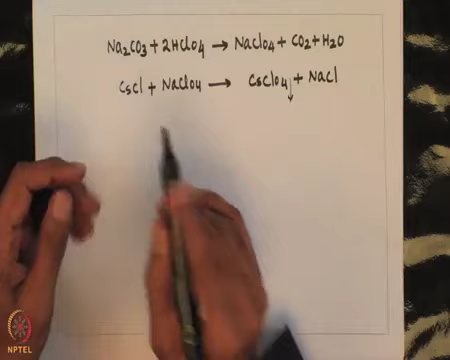 Na₂CO₃ + 2HClO₄ → NaClO₄ + CO₂ + H₂O
CsCl + NaClO₄ → CsClO₄↓ + NaCl
NPTEL